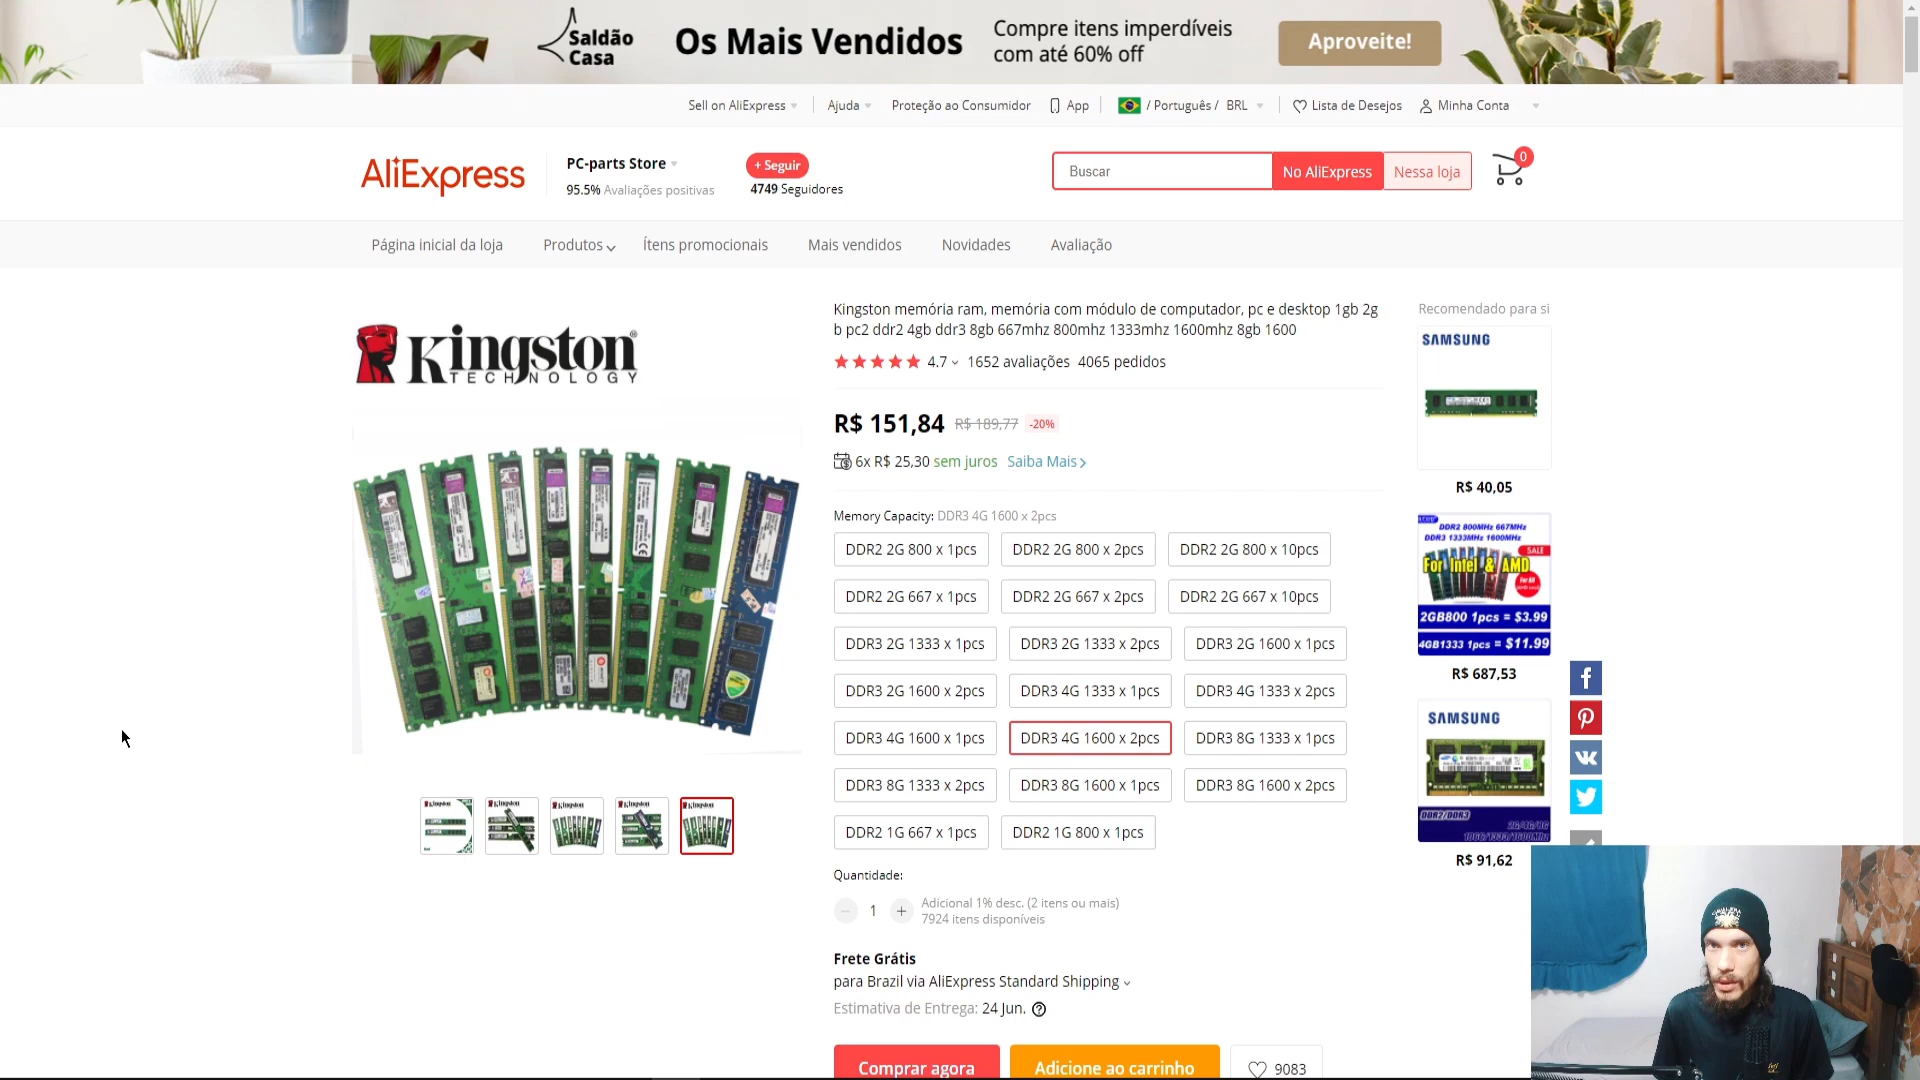 Saldão
Casa
Os Mais Vendidos
Compre itens imperdíveis
com até 60% off
Aproveite!
Sell on AliExpress
Ajuda
Proteção ao Consumidor
App
/ Português / BRL
Lista de Desejos
Minha Conta
AliExpress
PC-parts Store
95.5% Avaliações positivas
+ Seguir
4749 Seguidores
Buscar
No AliExpress
Nessa loja
0
Página inicial da loja
Produtos
Ítens promocionais
Mais vendidos
Novidades
Avaliação
Kingston
TECHNOLOGY
Kingston memória ram, memória com módulo de computador, pc e desktop 1gb 2g
b pc2 ddr2 4gb ddr3 8gb 667mhz 800mhz 1333mhz 1600mhz 8gb 1600
4.7 1652 avaliações 4065 pedidos
R$ 151,84 R$ 189,77 -20%
6x R$ 25,30 sem juros Saiba Mais
Memory Capacity: DDR3 4G 1600 x 2pcs
DDR2 2G 800 x 1pcs
DDR2 2G 800 x 2pcs
DDR2 2G 800 x 10pcs
DDR2 2G 667 x 1pcs
DDR2 2G 667 x 2pcs
DDR2 2G 667 x 10pcs
DDR3 2G 1333 x 1pcs
DDR3 2G 1333 x 2pcs
DDR3 2G 1600 x 1pcs
DDR3 2G 1600 x 2pcs
DDR3 4G 1333 x 1pcs
DDR3 4G 1333 x 2pcs
DDR3 4G 1600 x 1pcs
DDR3 4G 1600 x 2pcs
DDR3 8G 1333 x 1pcs
DDR3 8G 1333 x 2pcs
DDR3 8G 1600 x 1pcs
DDR3 8G 1600 x 2pcs
DDR2 1G 667 x 1pcs
DDR2 1G 800 x 1pcs
Quantidade:
1
Adicional 1% desc. (2 itens ou mais)
7924 itens disponíveis
Frete Grátis
para Brazil via AliExpress Standard Shipping
Estimativa de Entrega: 24 Jun.
Comprar agora
Adicione ao carrinho
9083
Recomendado para si
SAMSUNG
R$ 40,05
DDR2 800MHz 667MHz
DDR3 1333MHz 1600MHz
SALE
For Intel & AMD
2GB800 1pcs = $3.99
4GB1333 1pcs = $11.99
R$ 687,53
SAMSUNG
DDR2/DDR3
R$ 91,62